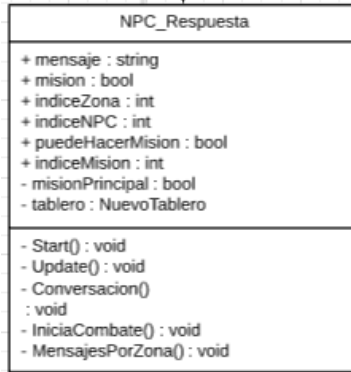 NPC_Respuesta
+ mensaje : string
+ mision : bool
+ indiceZona : int
+ indiceNPC : int
+ puedeHacerMision : bool
+ indiceMision : int
- misionPrincipal : bool
- tablero : NuevoTablero
- Start() : void
- Update() : void
- Conversacion()
: void
- IniciaCombate() : void
- MensajesPorZona() : void